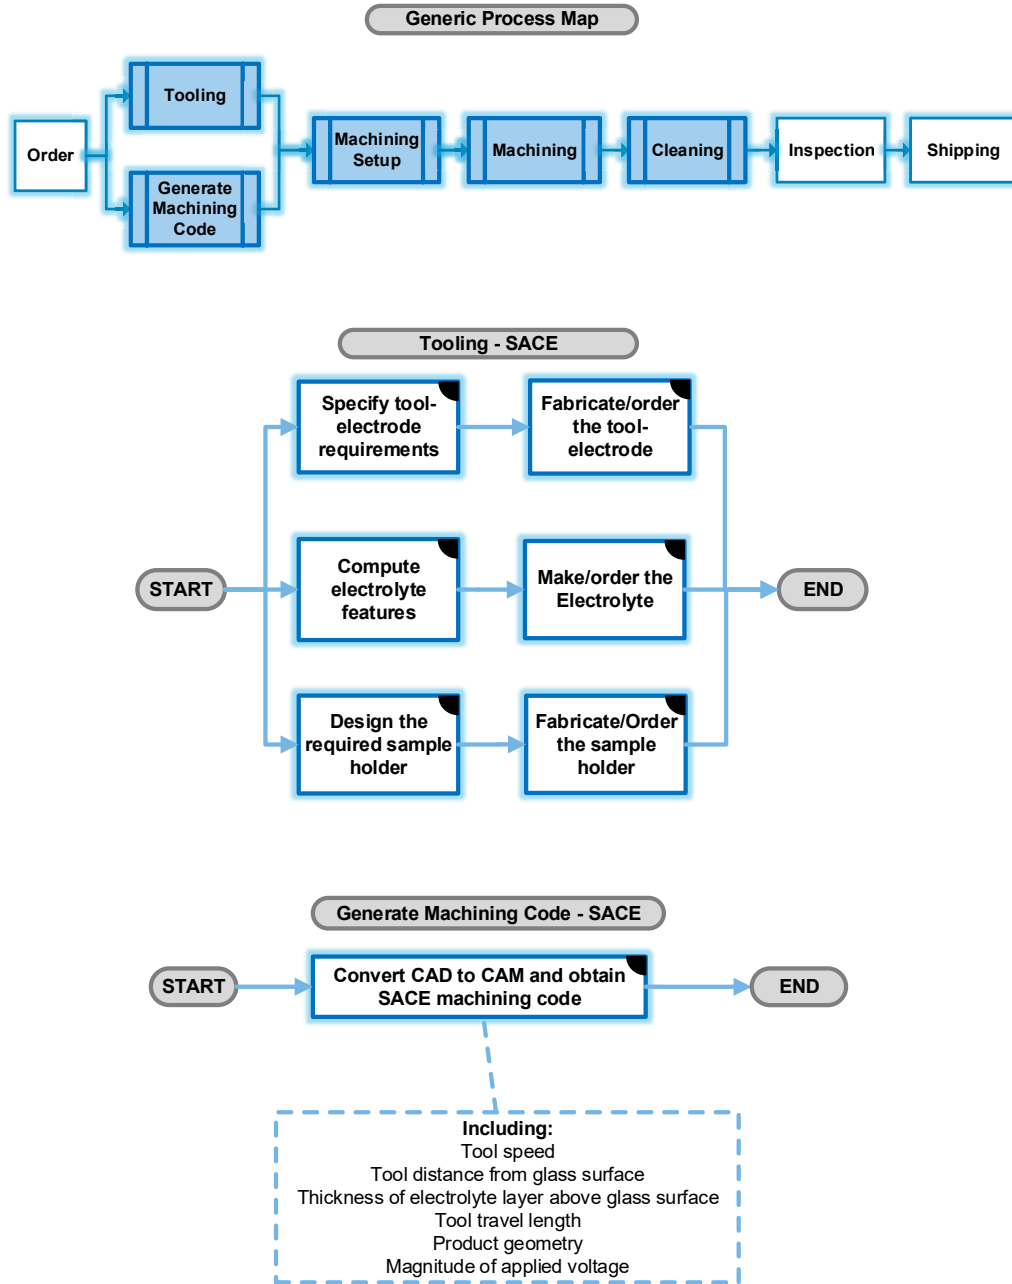 Generic Process Map
Order
Tooling
Generate
Machining
Code
Machining
Setup
Machining
Cleaning
Inspection
Shipping
Tooling - SACE
Specify tool-
electrode
requirements
Fabricate/order
the tool-
electrode
START
Compute
electrolyte
features
Make/order the
Electrolyte
END
Design the
required sample
holder
Fabricate/Order
the sample
holder
Generate Machining Code - SACE
START
Convert CAD to CAM and obtain
SACE machining code
END
Including:
Tool speed
Tool distance from glass surface
Thickness of electrolyte layer above glass surface
Tool travel length
Product geometry
Magnitude of applied voltage